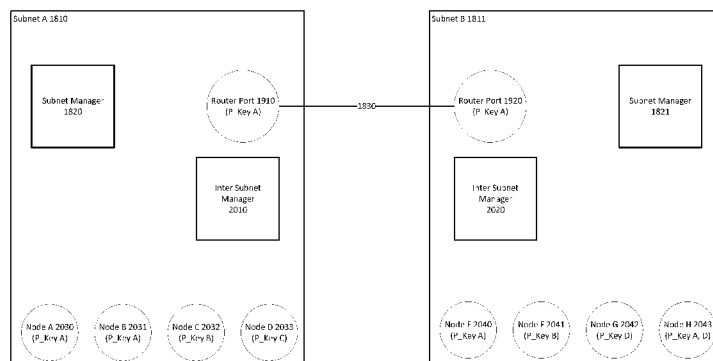 Subnet A 1810
Subnet B 1811
Subnet Manager
1820
Router Port 1910
(P_Key A)
1830
Router Port 1920
(P_Key A)
Subnet Manager
1821
Inter Subnet
Manager
2010
Inter Subnet
Manager
2020
Node A 2030
(P_Key A)
Node B 2031
(P_Key A)
Node C 2032
(P_Key B)
Node D 2033
(P_Key C)
Node E 2040
(P_Key A)
Node F 2041
(P_Key B)
Node G 2042
(P_Key D)
Node H 2043
(P_Key A, D)